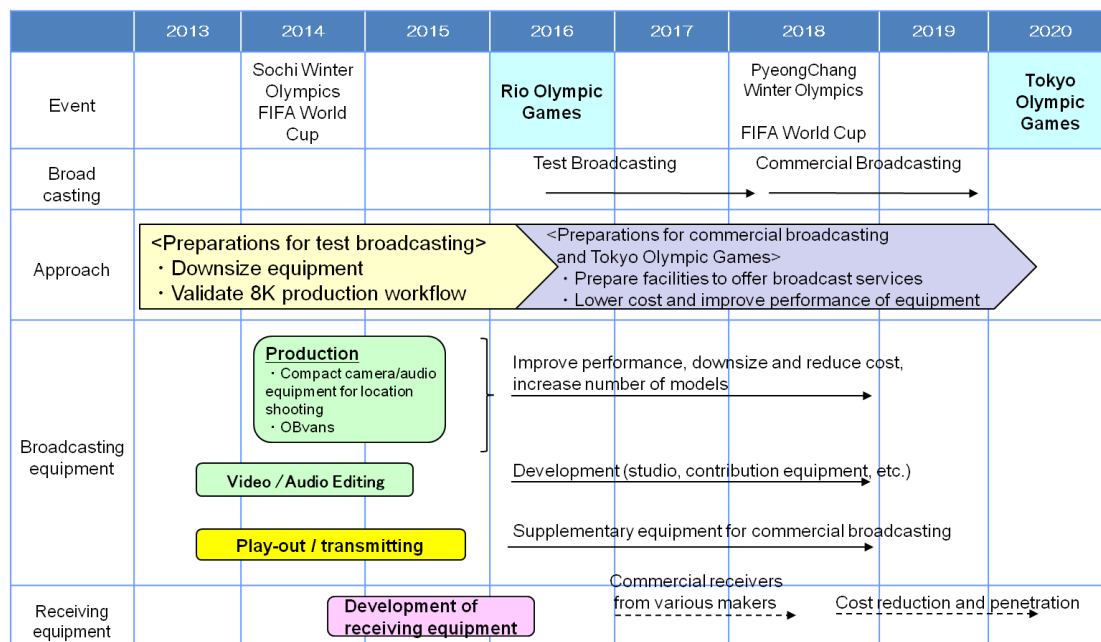 2013 2014 2015 2016 2017 2018 2019 2020
Event
Sochi Winter
Olympics
FIFA World
Cup
Rio Olympic
Games
PyeongChang
Winter Olympics
FIFA World Cup
Tokyo
Olympic
Games
Broad
casting
Test Broadcasting
Commercial Broadcasting
Approach
<Preparations for test broadcasting>
・Downsize equipment
・Validate 8K production workflow
<Preparations for commercial broadcasting
and Tokyo Olympic Games>
・Prepare facilities to offer broadcast services
・Lower cost and improve performance of equipment
Broadcasting
equipment
Production
・Compact camera/audio
equipment for location
shooting
・OBvans
Improve performance, downsize and reduce cost,
increase number of models
Video /Audio Editing
Development (studio, contribution equipment, etc.)
Play-out / transmitting
Supplementary equipment for commercial broadcasting
Receiving
equipment
Development of
receiving equipment
Commercial receivers
from various makers
Cost reduction and penetration